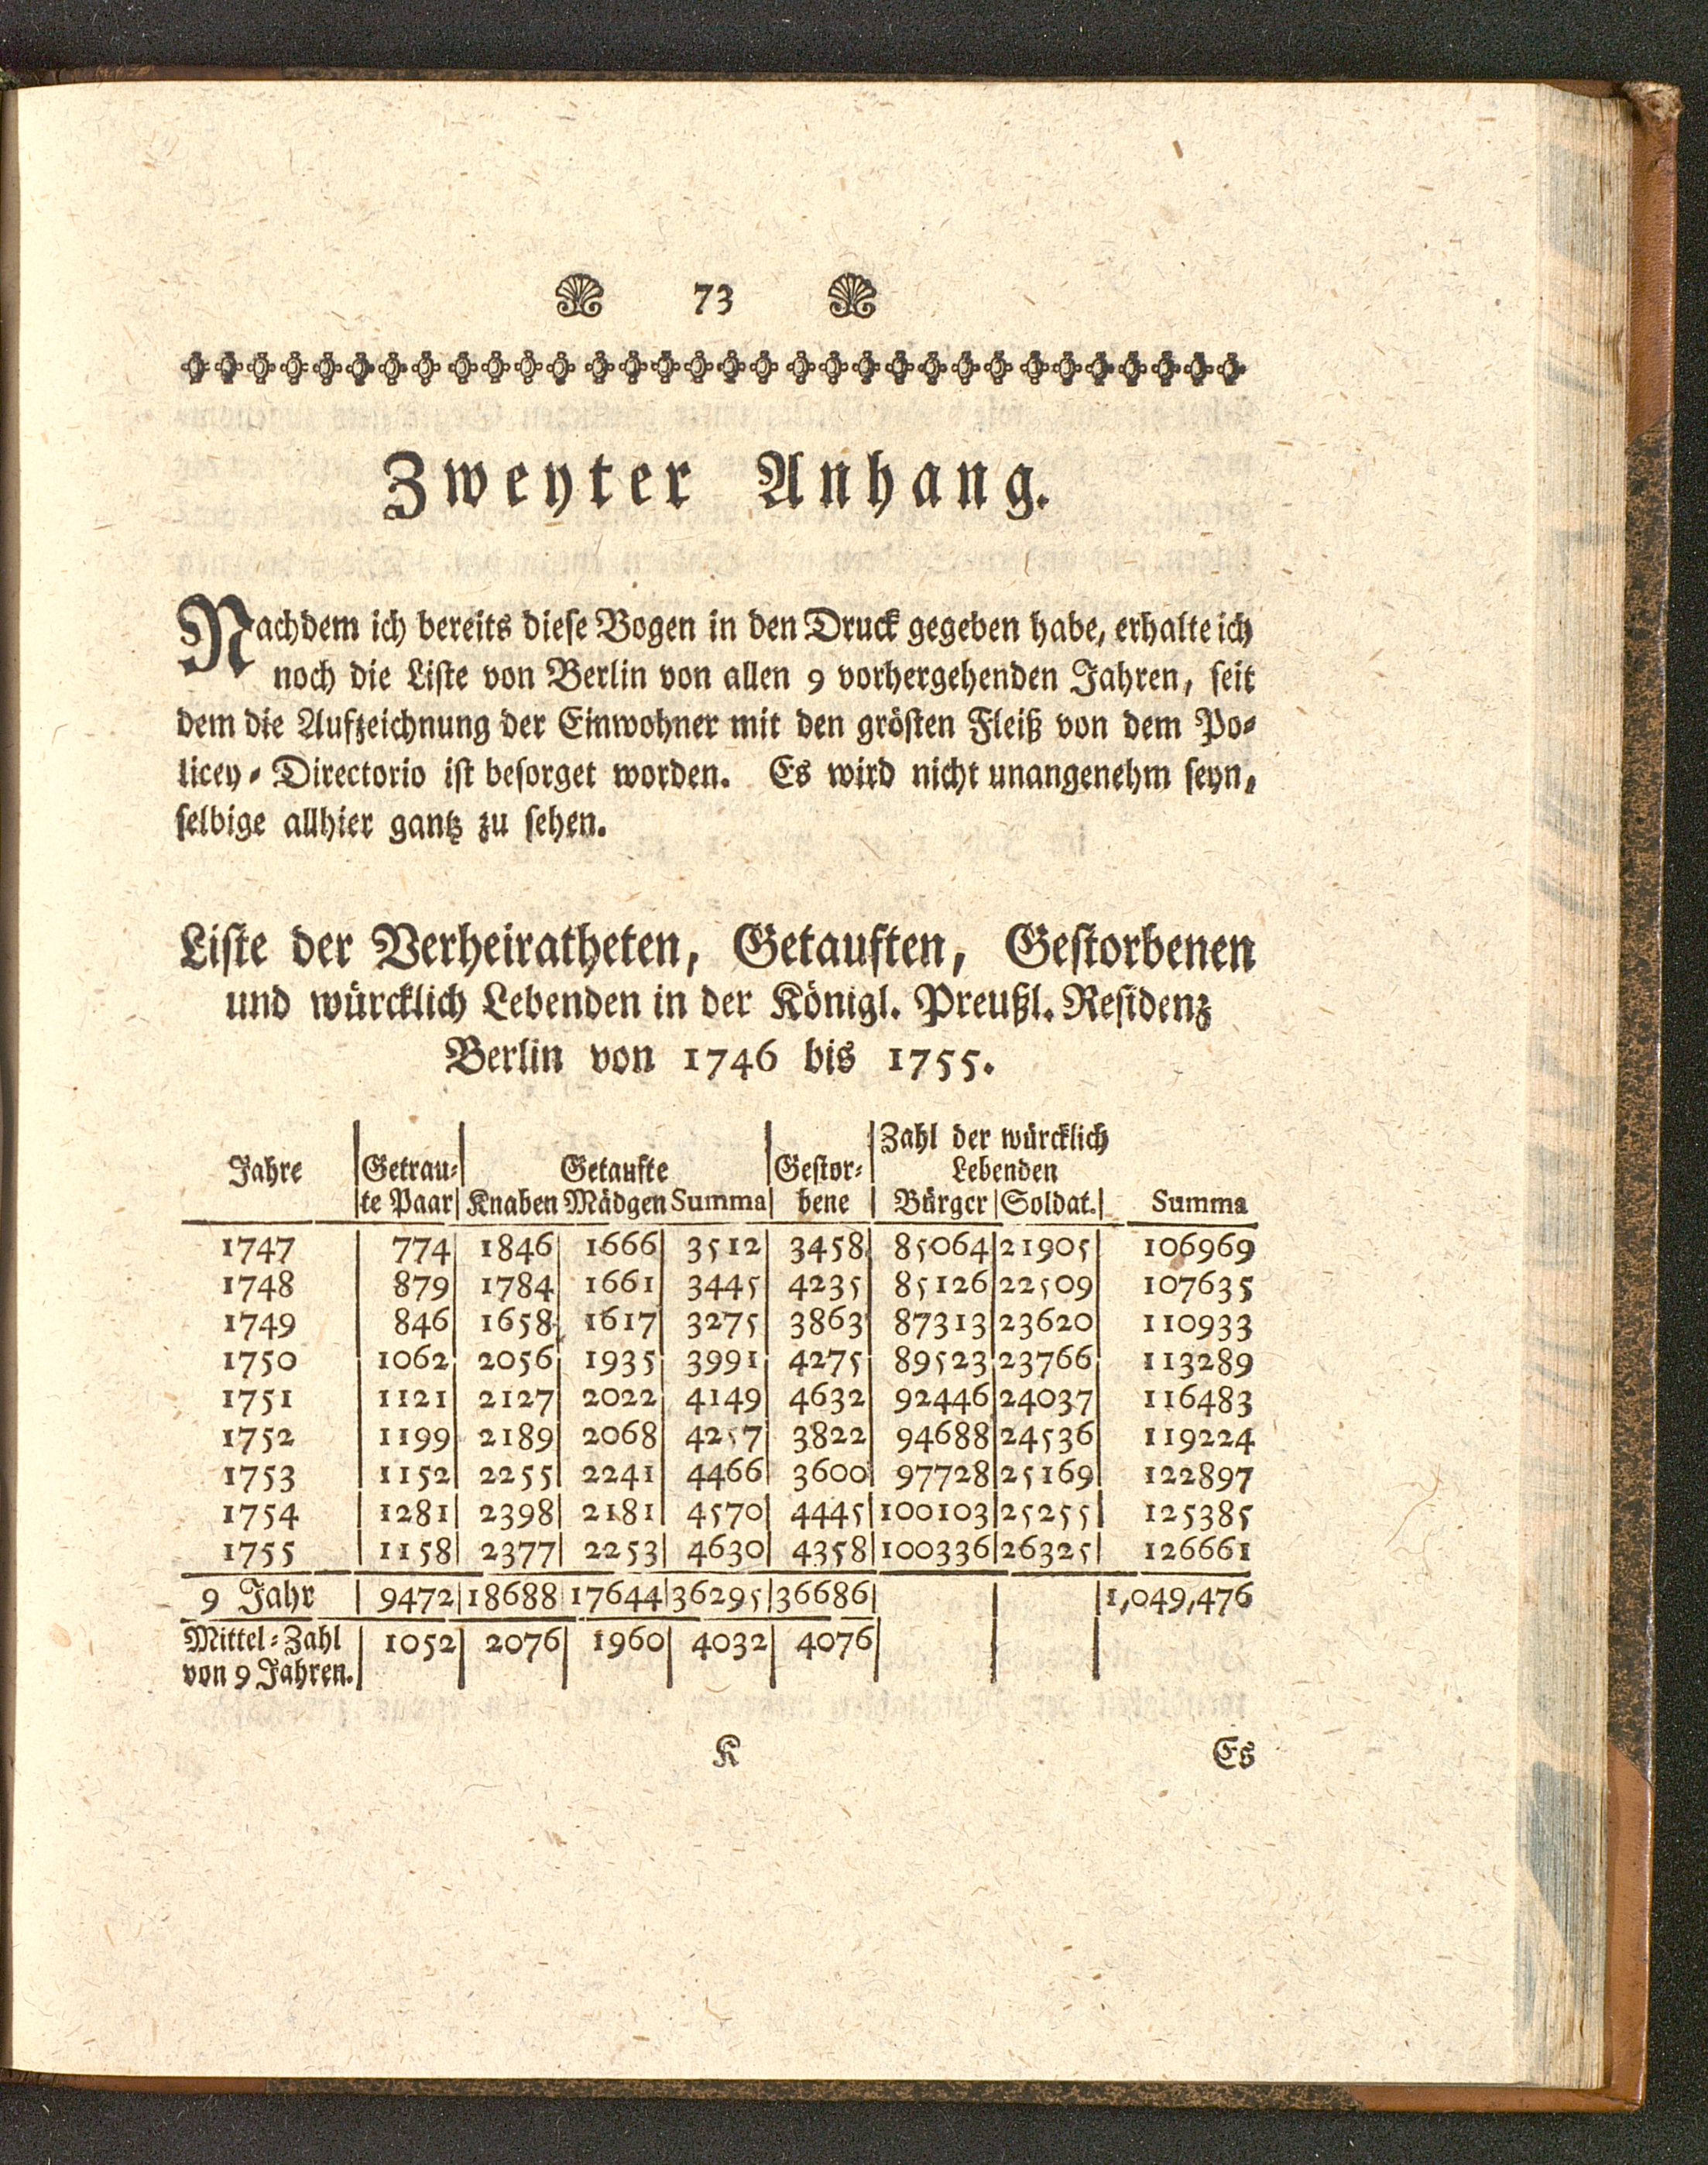 73
Zweyter Anhang.
Nachdem ich bereits diese Bogen in den Druck gegeben habe, erhalte ich
noch die Liste von Berlin von allen 9 vorhergehenden Jahren, seit
dem die Aufzeichnung der Einwohner mit den grösten Fleiß von dem Po-
licey-Directorio ist besorget worden. Es wird nicht unangenehm seyn,
selbige allhier gantz zu sehen.
Liste der Verheiratheten, Getauften, Gestorbenen
und würcklich Lebenden in der Königl. Preußl. Residenz
Berlin von 1746 bis 1755.
Zahl der würcklich
Jahre Getrau- Getaufte Gestor- Lebenden
te Paar Knaben Mädgen Summa bene Bürger Soldat. Summa
1747 774 1846 1666 3512 3458 85064 21905 106969
1748 879 1784 1661 3445 4235 85126 22509 107635
1749 846 1658 1617 3275 3863 87313 23620 110933
1750 1062 2056 1935 3991 4275 89523 23766 113289
1751 1121 2127 2022 4149 4632 92446 24037 116483
1752 1199 2189 2068 4257 3822 94688 24536 119224
1753 1152 2255 2241 4466 3600 97728 25169 122897
1754 1281 2398 2181 4570 4445 100103 25255 125385
1755 1158 2377 2253 4630 4358 100336 26325 126661
9 Jahr 9472 18688 17644 36295 36686 1,049,476
Mittel-Zahl 1052 2076 1960 4032 4076
von 9 Jahren.
K Es